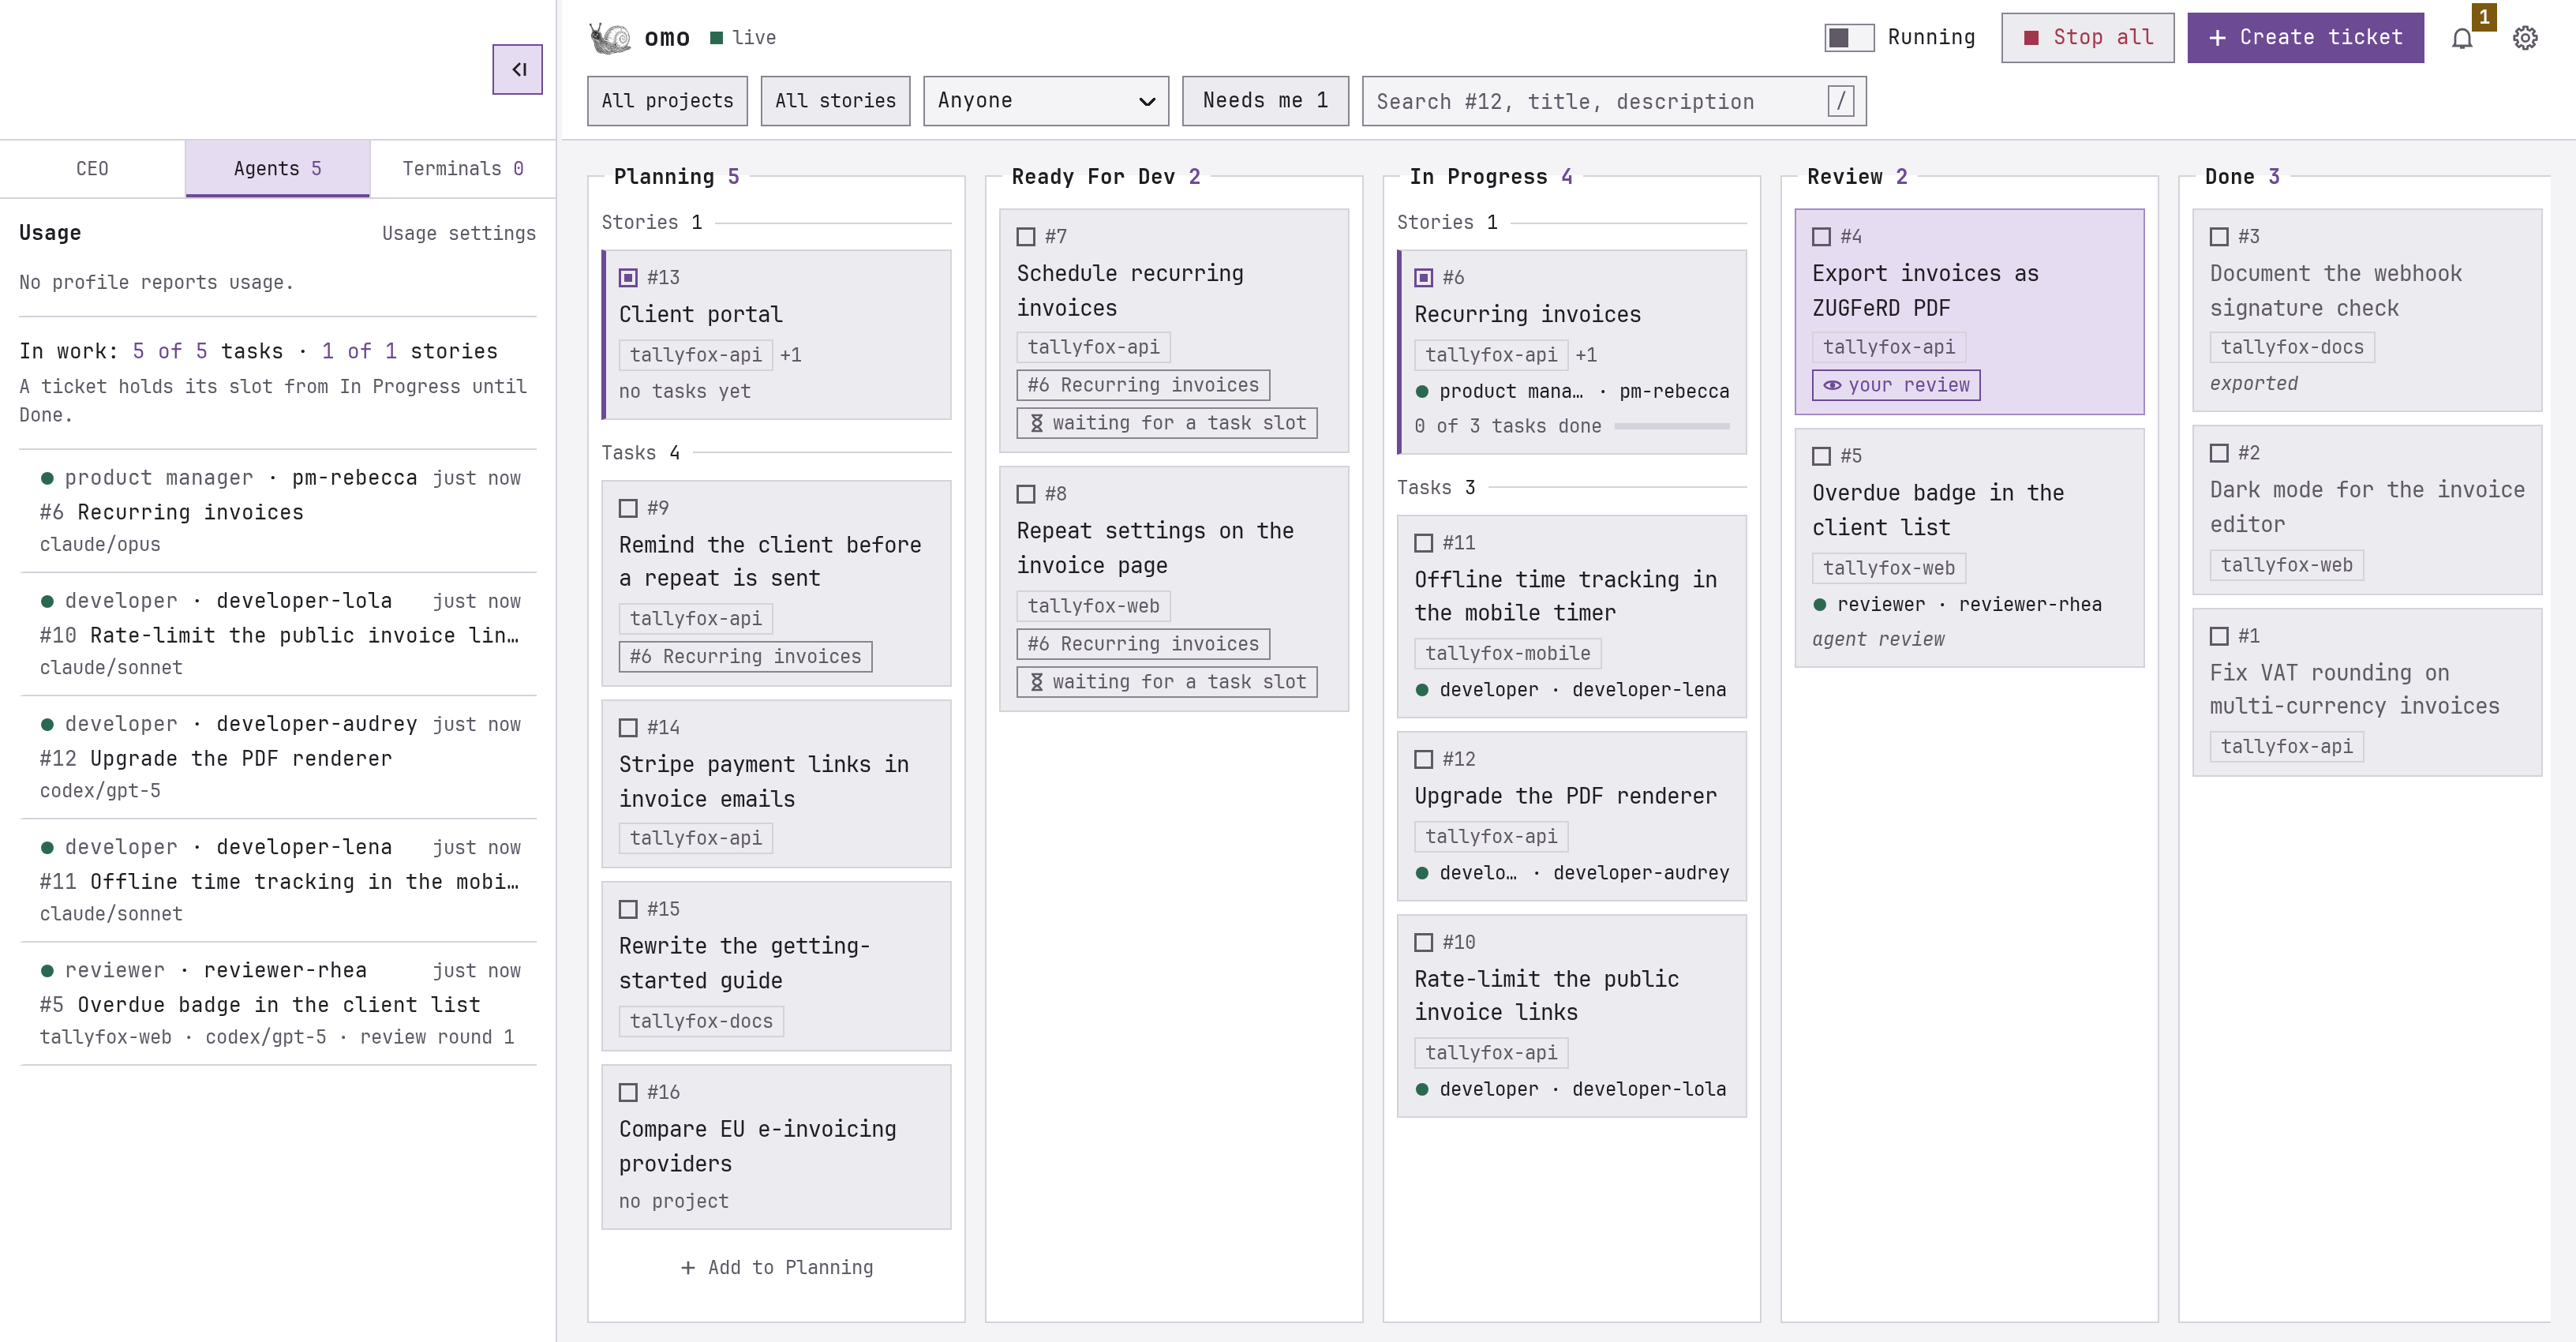 omo
live
Running
Stop all
+ Create ticket
1
All projects
All stories
Anyone
Needs me 1
Search #12, title, description
/
CEO
Agents 5
Terminals 0
Usage
Usage settings
No profile reports usage.
In work: 5 of 5 tasks · 1 of 1 stories
A ticket holds its slot from In Progress until
Done.
product manager · pm-rebecca just now
#6 Recurring invoices
claude/opus
developer · developer-lola just now
#10 Rate-limit the public invoice lin…
claude/sonnet
developer · developer-audrey just now
#12 Upgrade the PDF renderer
codex/gpt-5
developer · developer-lena just now
#11 Offline time tracking in the mobi…
claude/sonnet
reviewer · reviewer-rhea just now
#5 Overdue badge in the client list
tallyfox-web · codex/gpt-5 · review round 1
Planning 5
Stories 1
#13
Client portal
tallyfox-api +1
no tasks yet
Tasks 4
#9
Remind the client before
a repeat is sent
tallyfox-api
#6 Recurring invoices
#14
Stripe payment links in
invoice emails
tallyfox-api
#15
Rewrite the getting-
started guide
tallyfox-docs
#16
Compare EU e-invoicing
providers
no project
+ Add to Planning
Ready For Dev 2
#7
Schedule recurring
invoices
tallyfox-api
#6 Recurring invoices
waiting for a task slot
#8
Repeat settings on the
invoice page
tallyfox-web
#6 Recurring invoices
waiting for a task slot
In Progress 4
Stories 1
#6
Recurring invoices
tallyfox-api +1
product mana… · pm-rebecca
0 of 3 tasks done
Tasks 3
#11
Offline time tracking in
the mobile timer
tallyfox-mobile
developer · developer-lena
#12
Upgrade the PDF renderer
tallyfox-api
develo… · developer-audrey
#10
Rate-limit the public
invoice links
tallyfox-api
developer · developer-lola
Review 2
#4
Export invoices as
ZUGFeRD PDF
tallyfox-api
your review
#5
Overdue badge in the
client list
tallyfox-web
reviewer · reviewer-rhea
agent review
Done 3
#3
Document the webhook
signature check
tallyfox-docs
exported
#2
Dark mode for the invoice
editor
tallyfox-web
#1
Fix VAT rounding on
multi-currency invoices
tallyfox-api